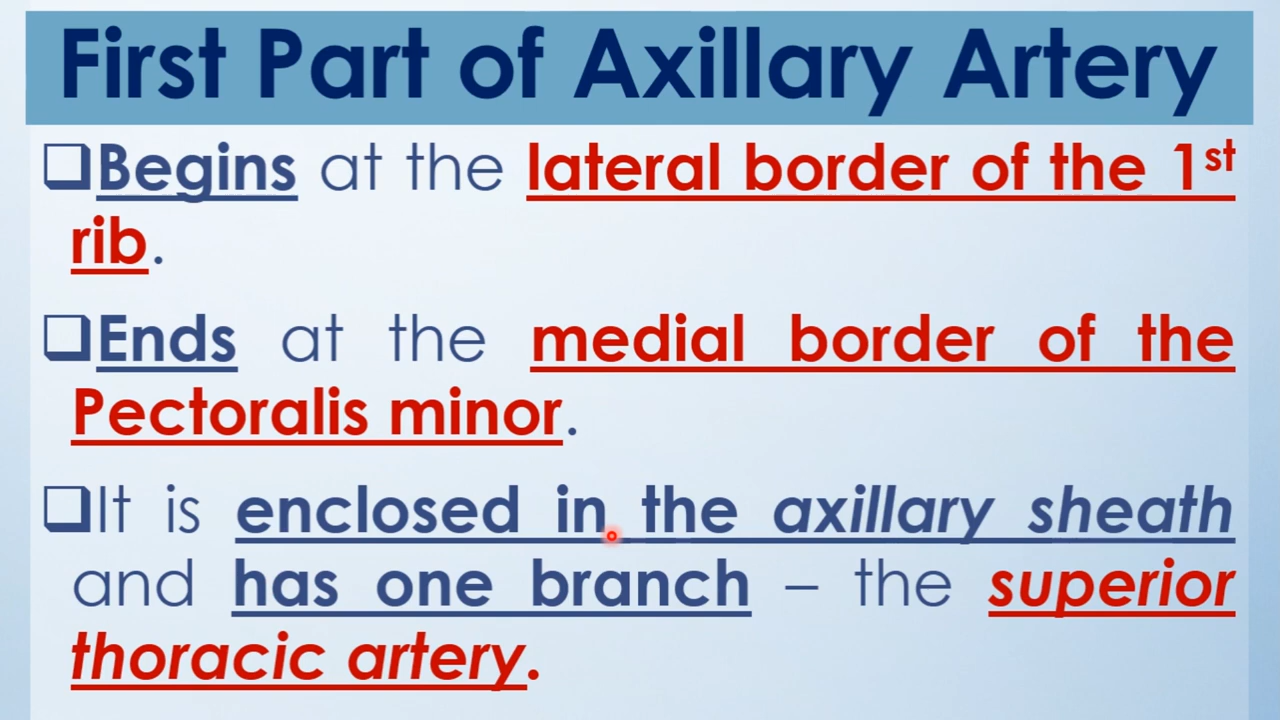 First Part of Axillary Artery
❑Begins at the lateral border of the 1st
rib.
❑Ends at the medial border of the
Pectoralis minor.
❑It is enclosed in the axillary sheath
and has one branch – the superior
thoracic artery.